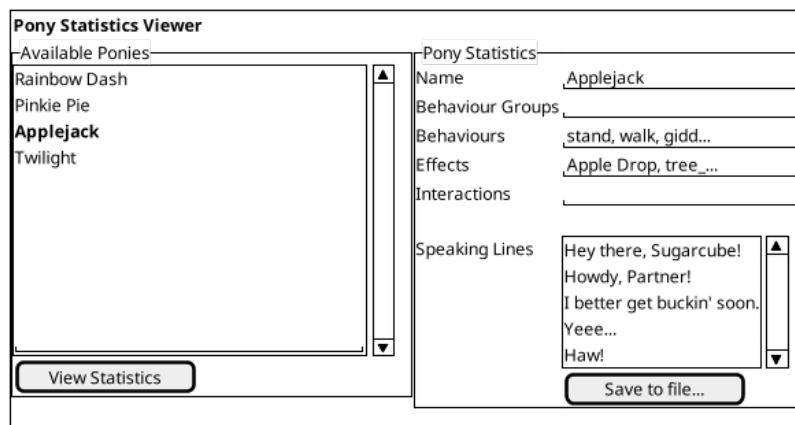 Pony Statistics Viewer
Available Ponies
Rainbow Dash
Pinkie Pie
Applejack
Twilight
View Statistics
Pony Statistics
Name Applejack
Behaviour Groups
Behaviours stand, walk, gidd...
Effects Apple Drop, tree_...
Interactions
Speaking Lines Hey there, Sugarcube!
Howdy, Partner!
I better get buckin' soon.
Yeee...
Haw!
Save to file...